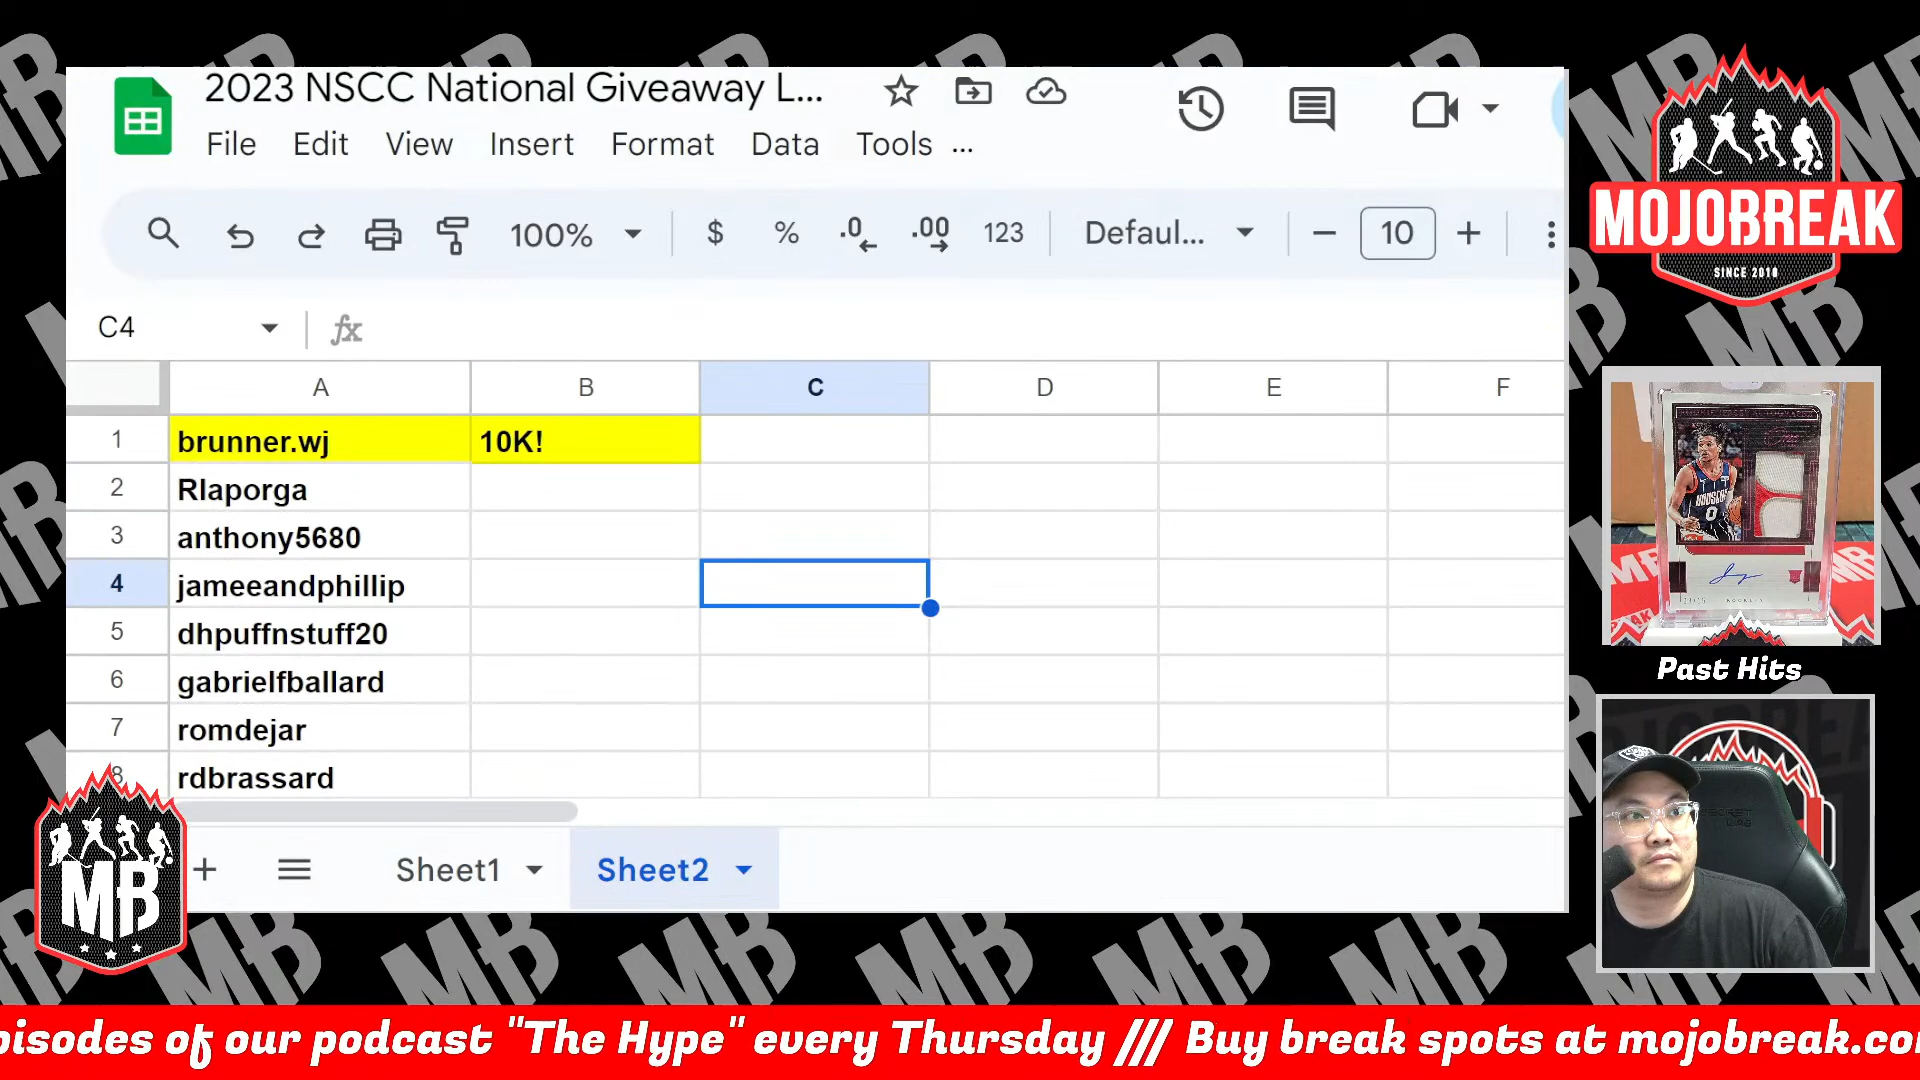 2023 NSCC National Giveaway L...
File Edit View Insert Format Data Tools ...
100% $ % .0 .00 123 Defaul... 10
C4 fx
A B C D E F
1 brunner.wj 10K!
2 Rlaporga
3 anthony5680
4 jameeandphillip
5 dhpuffnstuff20
6 gabrielfballard
7 romdejar
8 rdbrassard
Sheet1 Sheet2
MB
MOJOBREAK
SINCE 2010
Past Hits
pisodes of our podcast "The Hype" every Thursday /// Buy break spots at mojobreak.co